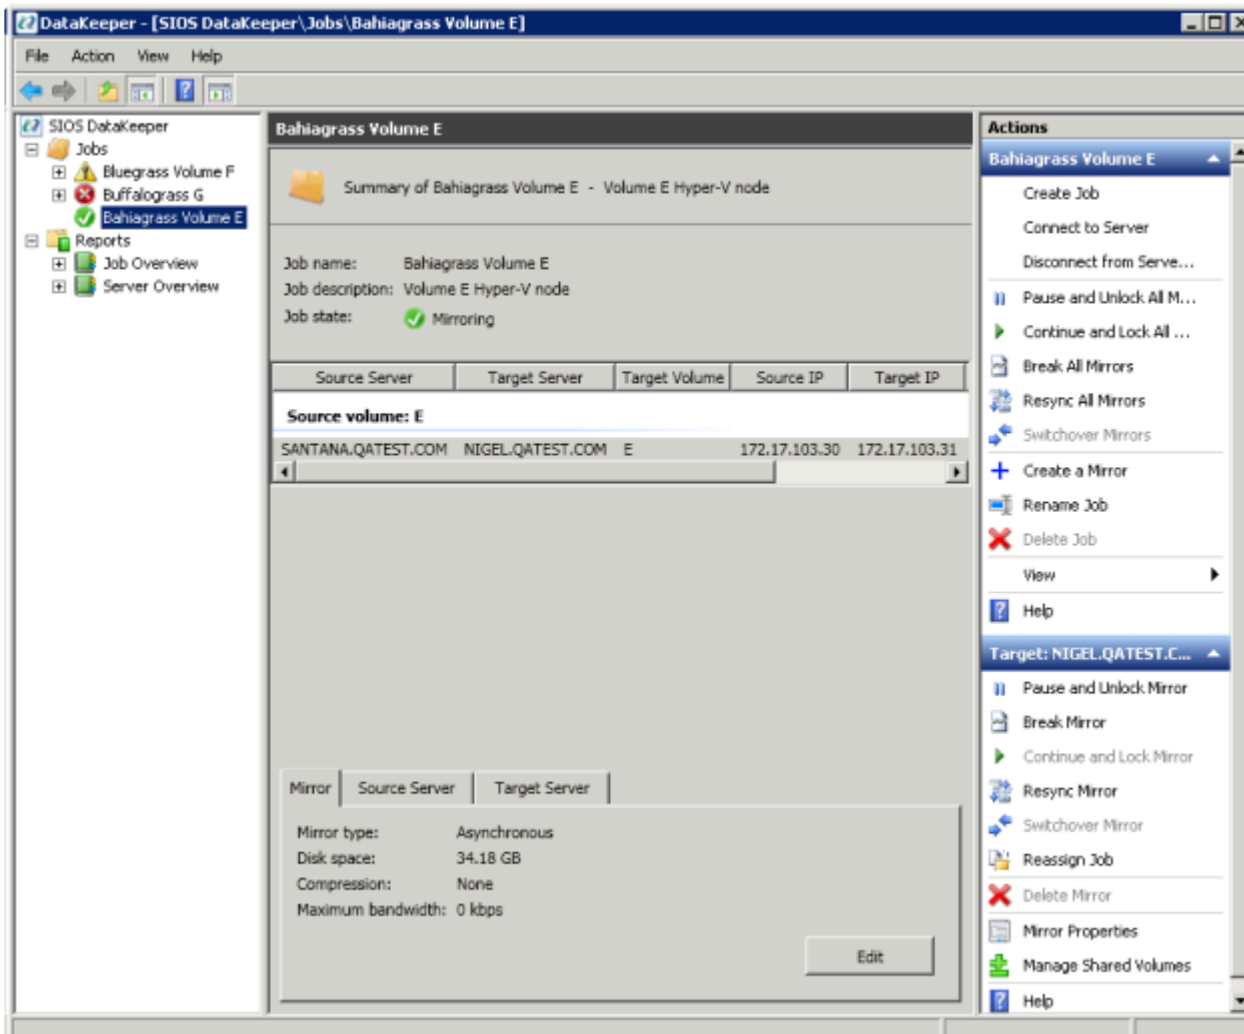 DataKeeper - [SIOS DataKeeper\Jobs\Bahiagrass Volume E]
File Action View Help
SIOS DataKeeper
Jobs
Bluegrass Volume F
Buffalograss G
Bahiagrass Volume E
Reports
Job Overview
Server Overview
Bahiagrass Volume E
Summary of Bahiagrass Volume E - Volume E Hyper-V node
Job name: Bahiagrass Volume E
Job description: Volume E Hyper-V node
Job state: Mirroring
Source Server Target Server Target Volume Source IP Target IP
Source volume: E
SANTANA.QATEST.COM NIGEL.QATEST.COM E 172.17.103.30 172.17.103.31
Mirror Source Server Target Server
Mirror type: Asynchronous
Disk space: 34.18 GB
Compression: None
Maximum bandwidth: 0 kbps
Edit
Actions
Bahiagrass Volume E
Create Job
Connect to Server
Disconnect from Serve...
Pause and Unlock All M...
Continue and Lock All ...
Break All Mirrors
Resync All Mirrors
Switchover Mirrors
Create a Mirror
Rename Job
Delete Job
View
Help
Target: NIGEL.QATEST.C...
Pause and Unlock Mirror
Break Mirror
Continue and Lock Mirror
Resync Mirror
Switchover Mirror
Reassign Job
Delete Mirror
Mirror Properties
Manage Shared Volumes
Help